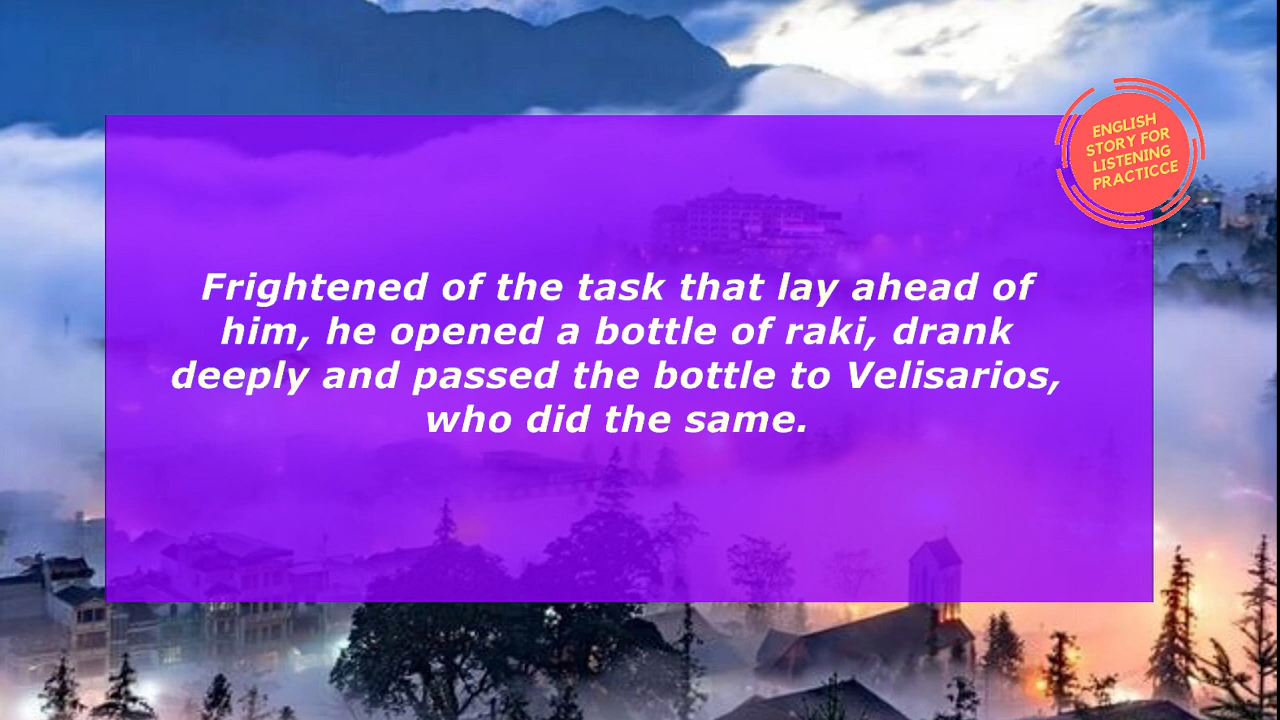 ENGLISH
STORY FOR
LISTENING
PRACTICCE
Frightened of the task that lay ahead of
him, he opened a bottle of raki, drank
deeply and passed the bottle to Velisarios,
who did the same.